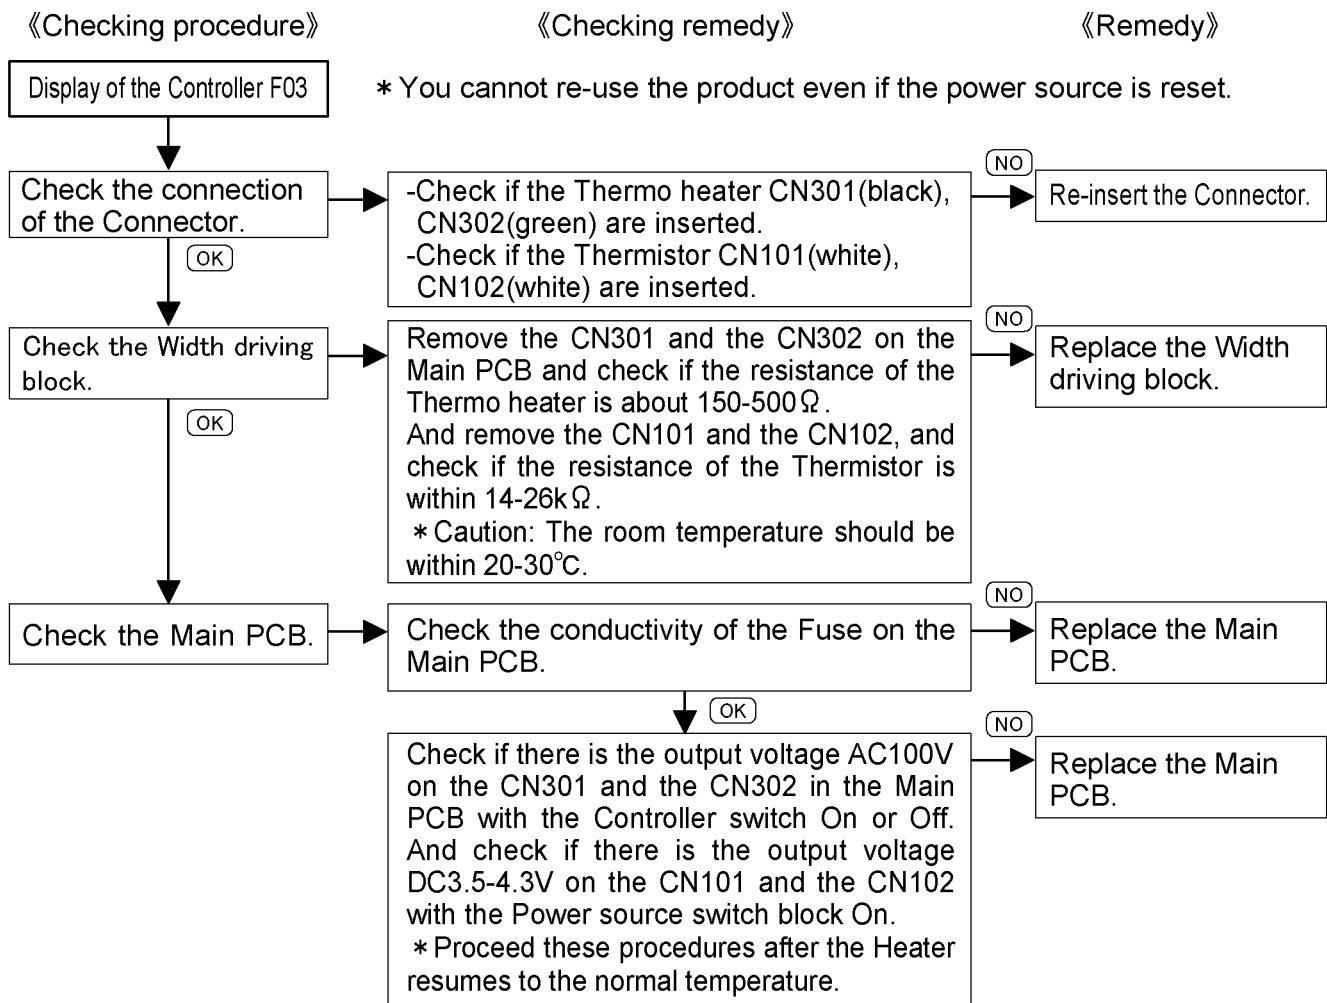 《Checking procedure》
《Checking remedy》
《Remedy》
Display of the Controller F03
* You cannot re-use the product even if the power source is reset.
Check the connection
of the Connector.
-Check if the Thermo heater CN301(black),
CN302(green) are inserted.
-Check if the Thermistor CN101(white),
CN102(white) are inserted.
NO
Re-insert the Connector.
OK
Check the Width driving
block.
Remove the CN301 and the CN302 on the
Main PCB and check if the resistance of the
Thermo heater is about 150-500Ω.
And remove the CN101 and the CN102, and
check if the resistance of the Thermistor is
within 14-26kΩ.
*Caution: The room temperature should be
within 20-30℃.
NO
Replace the Width
driving block.
OK
Check the Main PCB.
Check the conductivity of the Fuse on the
Main PCB.
NO
Replace the Main
PCB.
OK
Check if there is the output voltage AC100V
on the CN301 and the CN302 in the Main
PCB with the Controller switch On or Off.
And check if there is the output voltage
DC3.5-4.3V on the CN101 and the CN102
with the Power source switch block On.
*Proceed these procedures after the Heater
resumes to the normal temperature.
NO
Replace the Main
PCB.